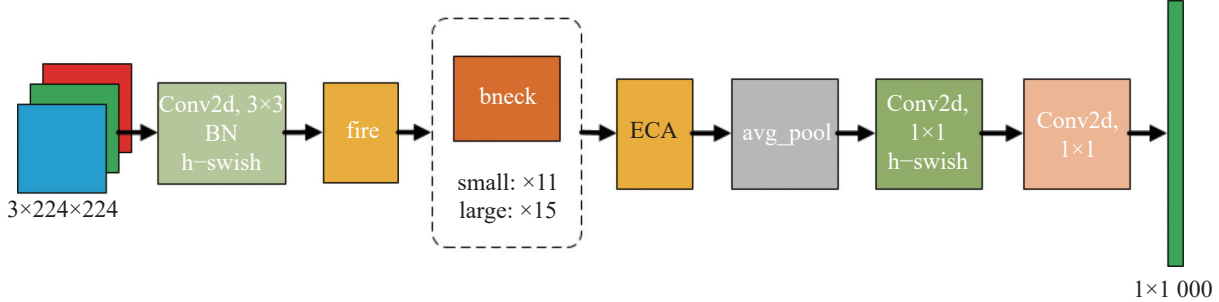 3×224×224
Conv2d, 3×3
BN
h−swish
fire
bneck
small: ×11
large: ×15
ECA
avg_pool
Conv2d,
1×1
h−swish
Conv2d,
1×1
1×1 000